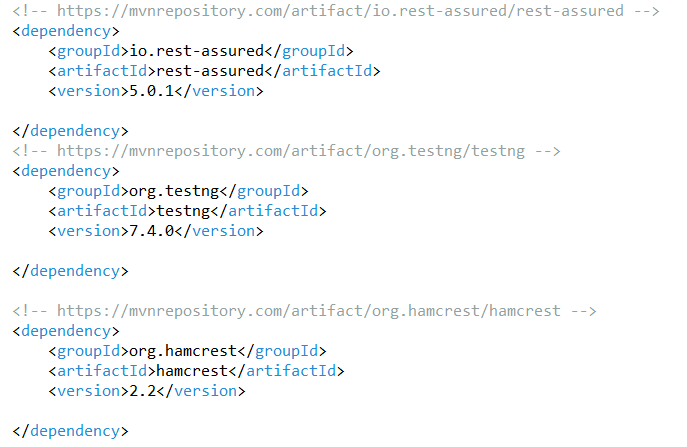 <!-- https://mvnrepository.com/artifact/io.rest-assured/rest-assured -->
<dependency>
    <groupId>io.rest-assured</groupId>
    <artifactId>rest-assured</artifactId>
    <version>5.0.1</version>

</dependency>
<!-- https://mvnrepository.com/artifact/org.testng/testng -->
<dependency>
    <groupId>org.testng</groupId>
    <artifactId>testng</artifactId>
    <version>7.4.0</version>

</dependency>

<!-- https://mvnrepository.com/artifact/org.hamcrest/hamcrest -->
<dependency>
    <groupId>org.hamcrest</groupId>
    <artifactId>hamcrest</artifactId>
    <version>2.2</version>

</dependency>